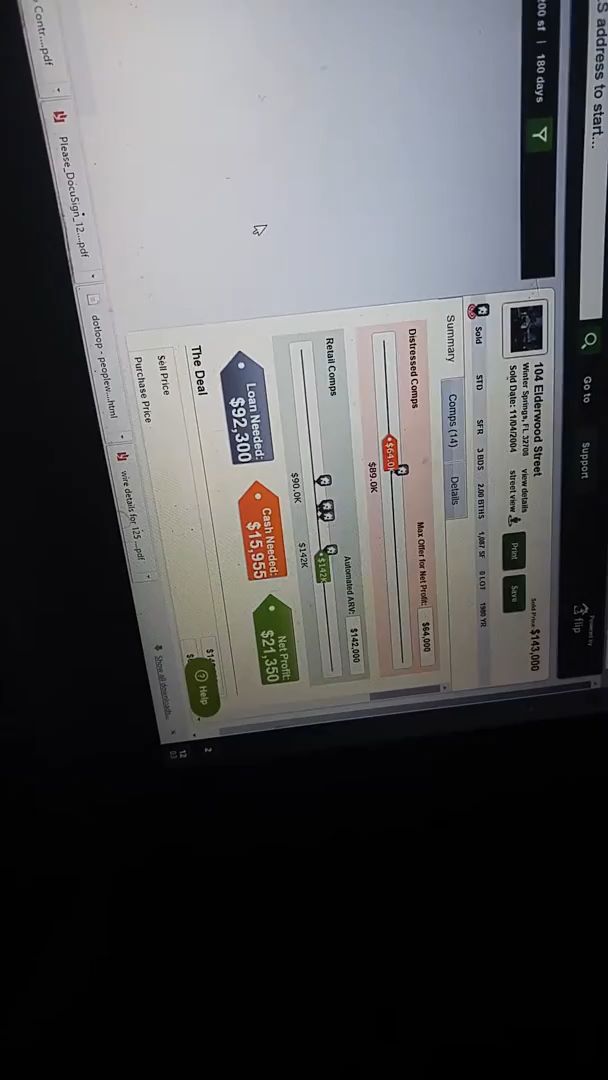 S address to start...
Go to
Support
Powered by
flip
00 sf | 180 days
104 Elderwood Street
Winter Springs, FL 32708
view details
Sold Date: 11/04/2004
street view
Print
Save
Sold Price $143,000
Sold STD SFR 3 BDS 2.00 BTHS 1,087 SF 0 LOT 1980 YR
Summary
Comps (14)
Details
Distressed Comps
Max Offer for Net Profit: $64,000
$64.0
$89.0K
Retail Comps
Automated ARV: $142,000
$142K
$90.0K
$142K
Loan Needed:
$92,300
Cash Needed:
$15,955
Net Profit:
$21,350
The Deal
Sell Price
Purchase Price
Help
Contr....pdf
Please_DocuSign_12....pdf
dotloop - peoplew....html
wire details for 125 ....pdf
Show all downloads...